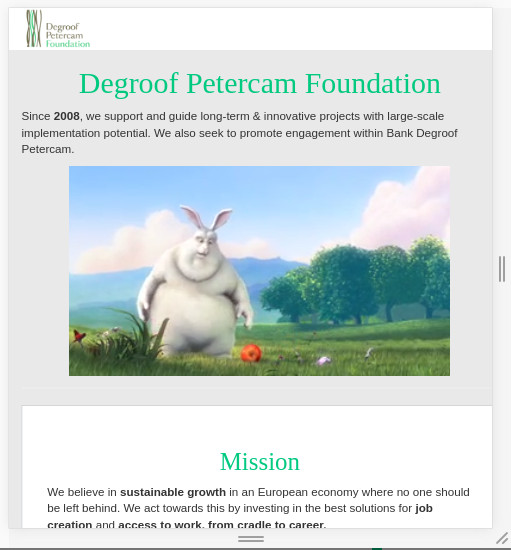 Degroof
Petercam
Foundation
Degroof Petercam Foundation
Since 2008, we support and guide long-term & innovative projects with large-scale
implementation potential. We also seek to promote engagement within Bank Degroof
Petercam.
Mission
We believe in sustainable growth in an European economy where no one should
be left behind. We act towards this by investing in the best solutions for job
creation and access to work, from cradle to career.